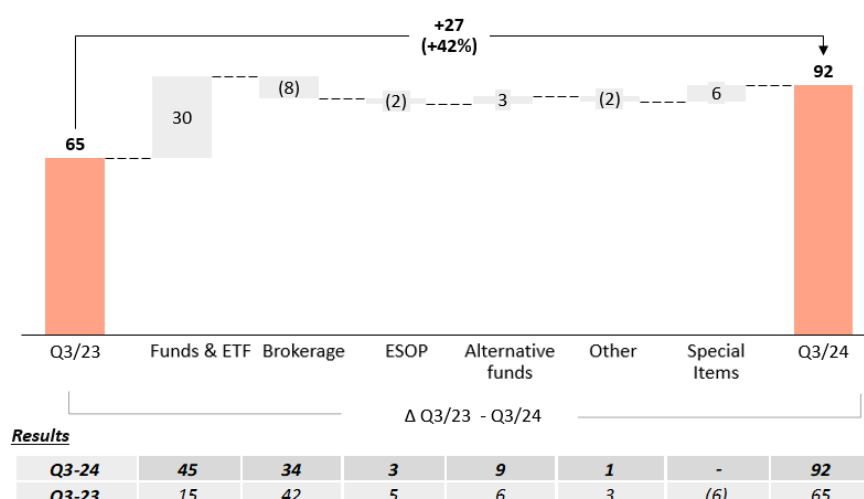 +27
(+42%)
92
(8)
(2)
3
(2)
6
30
65
Q3/23 Funds & ETF Brokerage ESOP Alternative funds Other Special Items Q3/24
Δ Q3/23 - Q3/24
Results
Q3-24 45 34 3 9 1 - 92
Q3-23 15 42 5 6 3 (6) 65